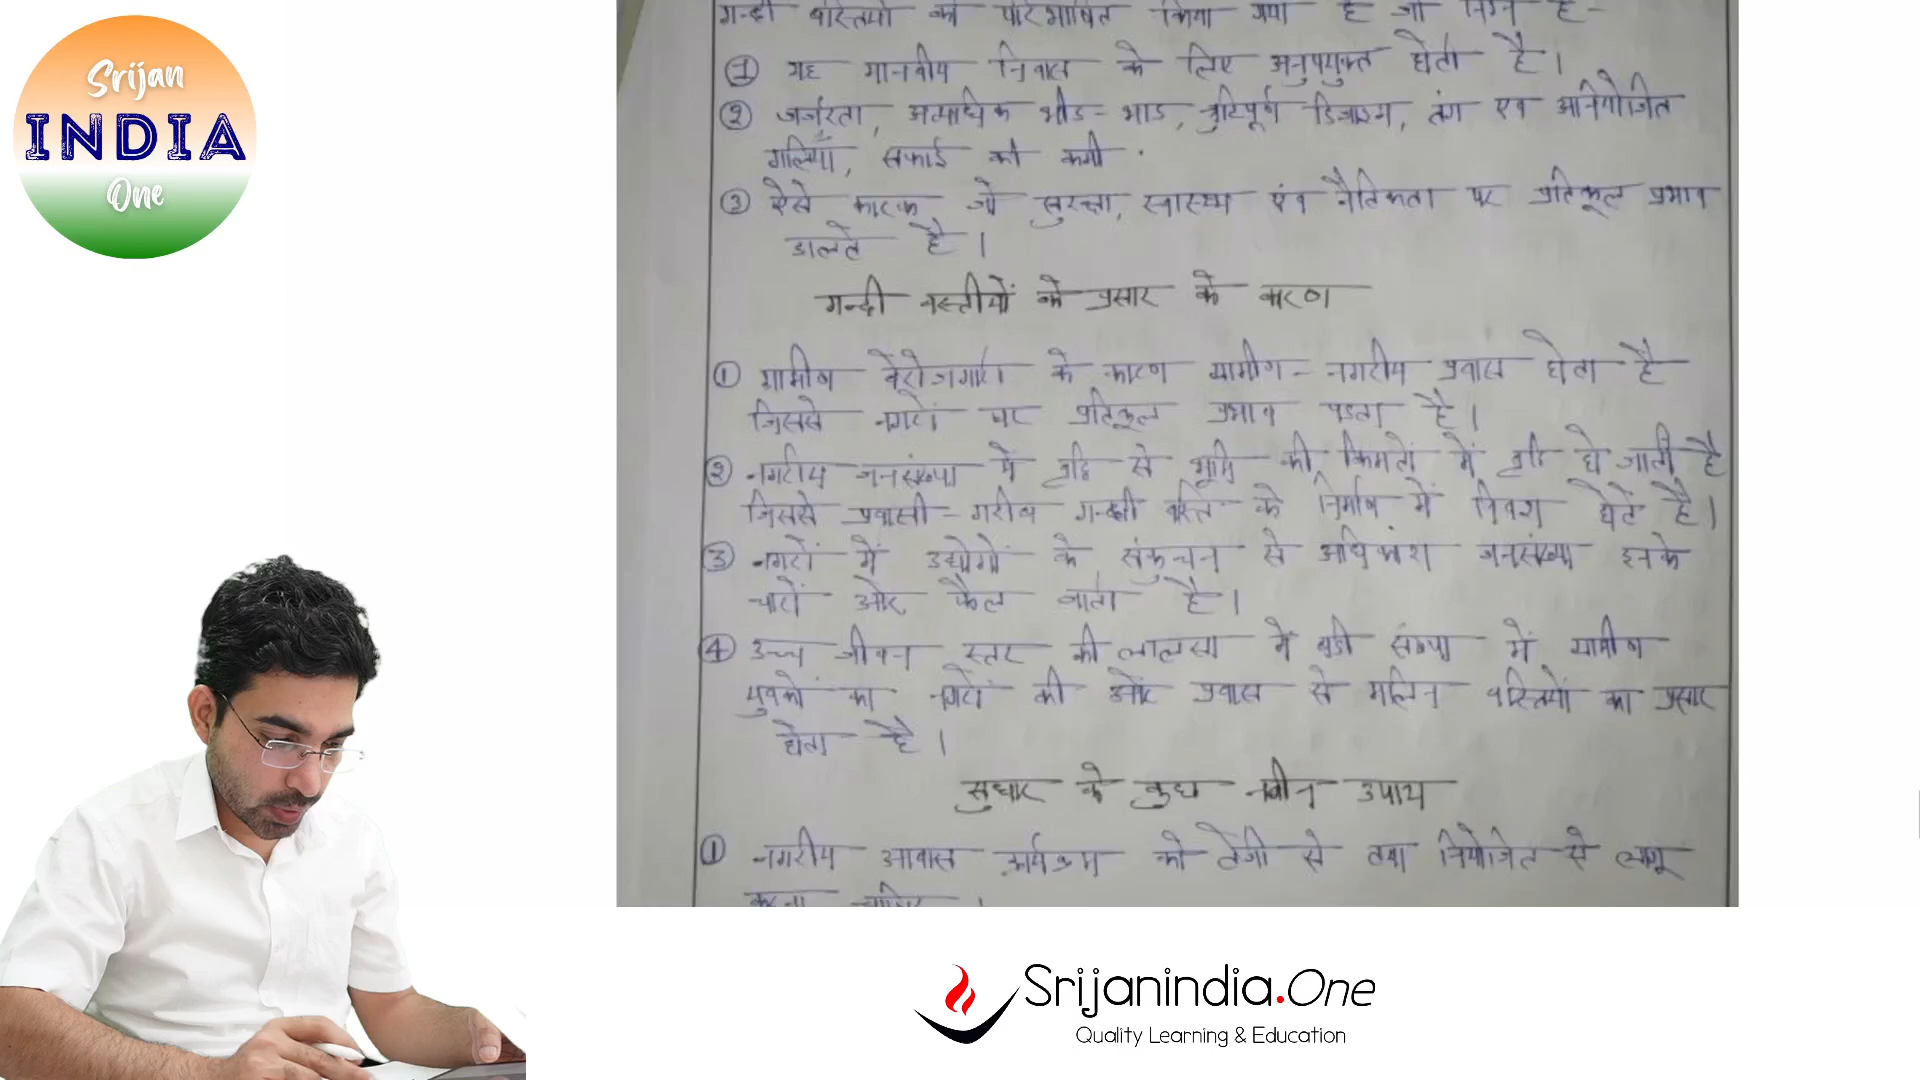 Srijan
INDIA
One
गन्दी बस्तियों को परिभाषित किया गया है जो निम्न है-
① यह मानवीय निवास के लिए अनुपयुक्त होती है।
② जर्जरता, अत्याधिक भीड-भाड, त्रुटिपूर्ण डिजाइन, तंग एवं अनियोजित
गलियां, सफाई की कमी
③ ऐसे कारक जो सुरक्षा, स्वास्थ्य एंव नैतिकता पर प्रतिकूल प्रभाव
डालते है।
गन्दी बस्तीयों के प्रसार के कारण
① ग्रामीण बेरोजगारी के कारण ग्रामीण-नगरीय प्रवास होता है
जिससे नगरों पर प्रतिकूल प्रभाव पडता है।
② नगरीय जनसंख्या में वृद्धि से भूमि की किमतों में वृद्धि हो जाती है
जिससे प्रवासी-गरीब गन्दी बस्ति के निर्माण में विवश होते है।
③ नगरों में उद्योगों के संकुचन से अधिकांश जनसंख्या इनके
चारों ओर फैल जाती है।
④ उच्च जीवन स्तर की लालसा में बडी संख्या में ग्रामीण
युवकों का नगरों की ओर प्रवास से मलिन बस्तियों का प्रसार
होता है।
सुधार के कुछ नवीन उपाय
① नगरीय आवास कार्यक्रम को तेजी से तथा नियोजित से लागू
करना चाहिए।
Srijanindia.One
Quality Learning & Education